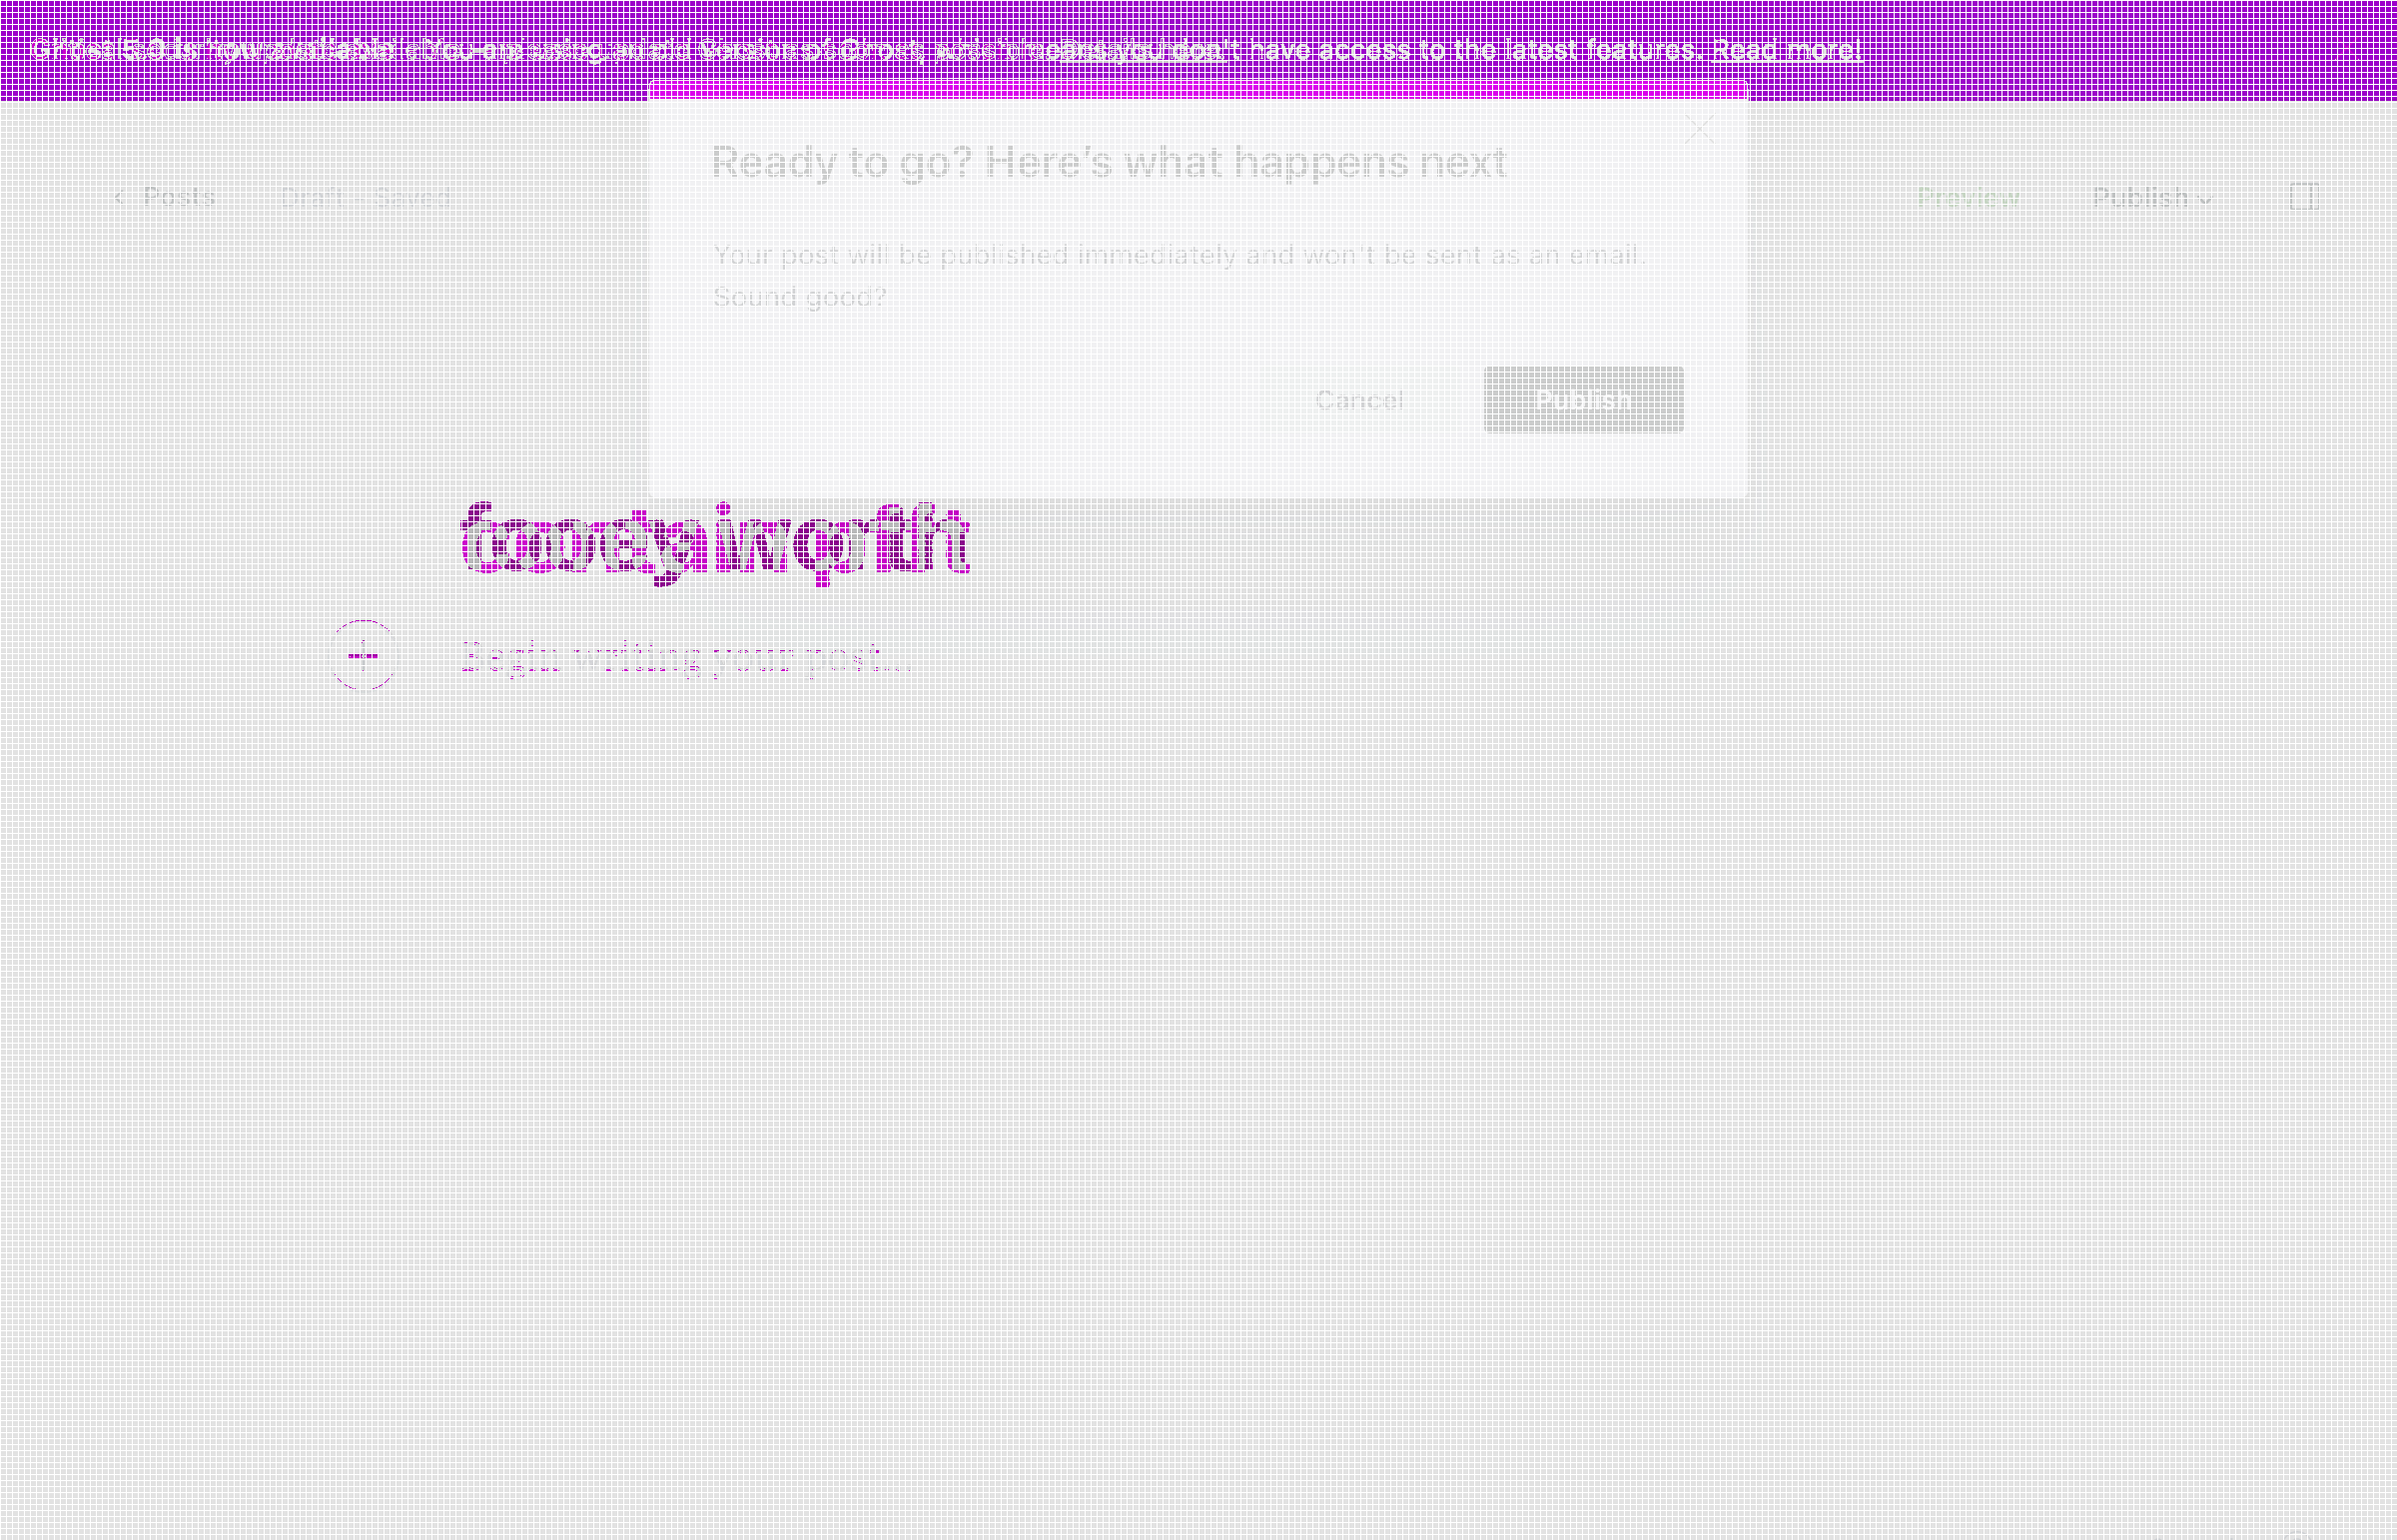 have access to the latest features. Read more!
Ready to go? Here's what happens next
Posts
Draft - Saved
Preview
Publish
Your post will be published immediately and won't be sent as an email.
Sound good?
Cancel
Publish
Begin writing your post...